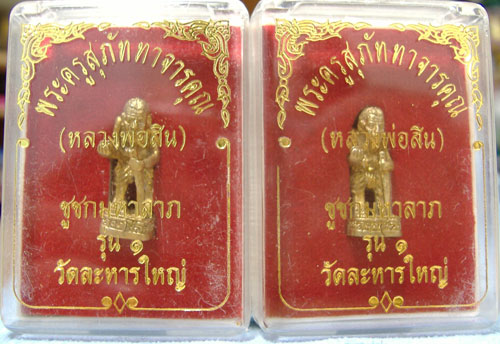 พระครูสุภัททาจารคุณ
(หลวงพ่อสิน)
ชูชกมหาลาภ
รุ่น ๑
วัดละหารใหญ่
พระครูสุภัททาจารคุณ
(หลวงพ่อสิน)
ชูชกมหาลาภ
รุ่น ๑
วัดละหารใหญ่